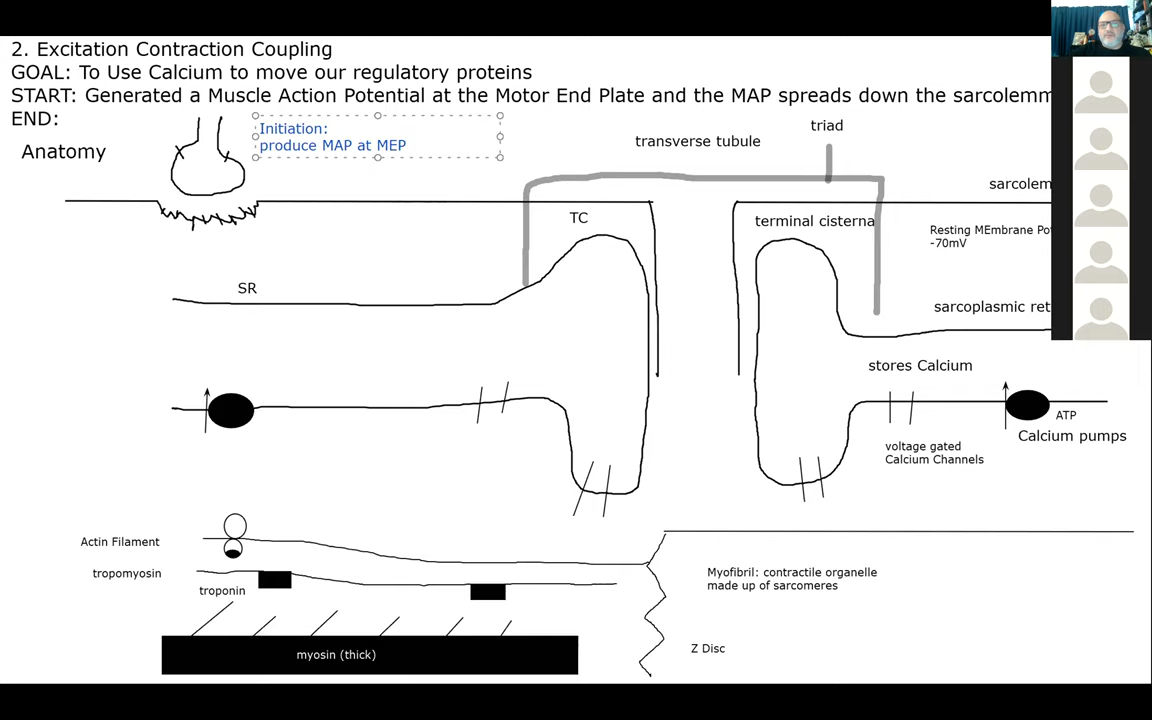 2. Excitation Contraction Coupling
GOAL: To Use Calcium to move our regulatory proteins
START: Generated a Muscle Action Potential at the Motor End Plate and the MAP spreads down the sarcolemm
END:
Initiation:
produce MAP at MEP
Anatomy
triad
transverse tubule
sarcolem
TC
terminal cisterna
Resting MEmbrane Pot
-70mV
SR
sarcoplasmic ret
stores Calcium
ATP
Calcium pumps
voltage gated
Calcium Channels
Actin Filament
tropomyosin
troponin
Myofibril: contractile organelle
made up of sarcomeres
myosin (thick)
Z Disc